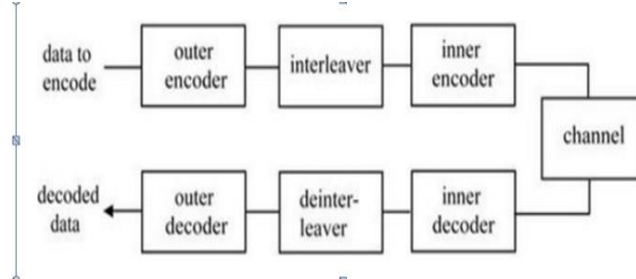 data to
encode
outer
encoder
interleaver
inner
encoder
channel
decoded
data
outer
decoder
deinter-
leaver
inner
decoder